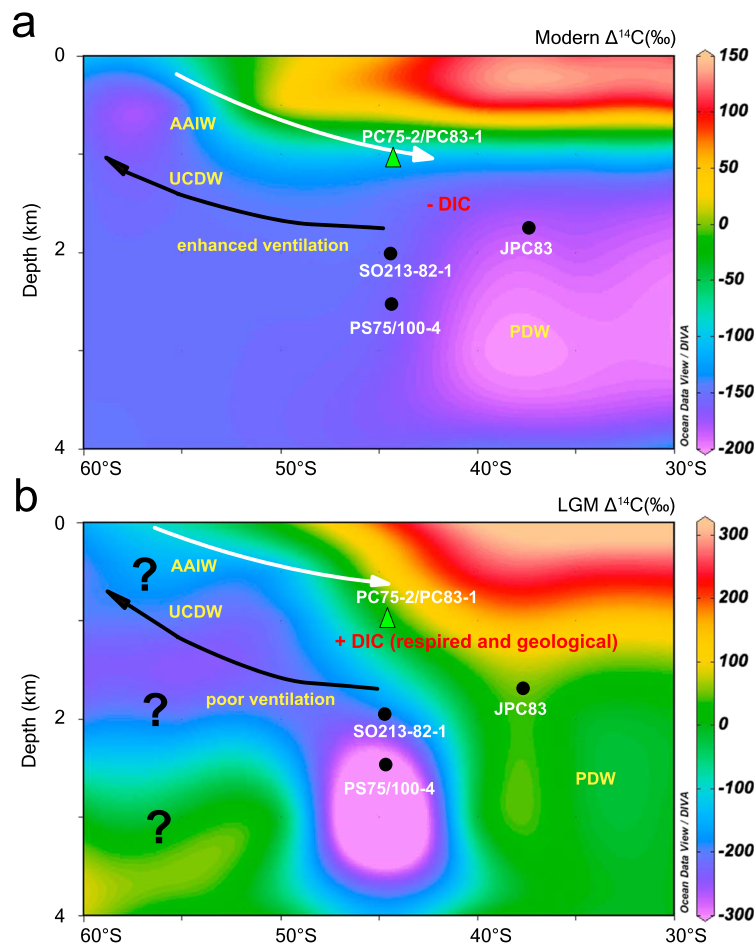 a
Modern Δ¹⁴C(‰)
0
150
AAIW
PC75-2/PC83-1
100
UCDW
- DIC
50
Depth (km)
enhanced ventilation
0
2
JPC83
SO213-82-1
-50
PS75/100-4
PDW
-100
-150
Ocean Data View / DIVA
4
-200
60°S
50°S
40°S
30°S
b
LGM Δ¹⁴C(‰)
0
300
?
AAIW
PC75-2/PC83-1
200
UCDW
+ DIC (respired and geological)
100
Depth (km)
poor ventilation
JPC83
2
?
SO213-82-1
0
PS75/100-4
PDW
-100
?
-200
Ocean Data View / DIVA
4
-300
60°S
50°S
40°S
30°S